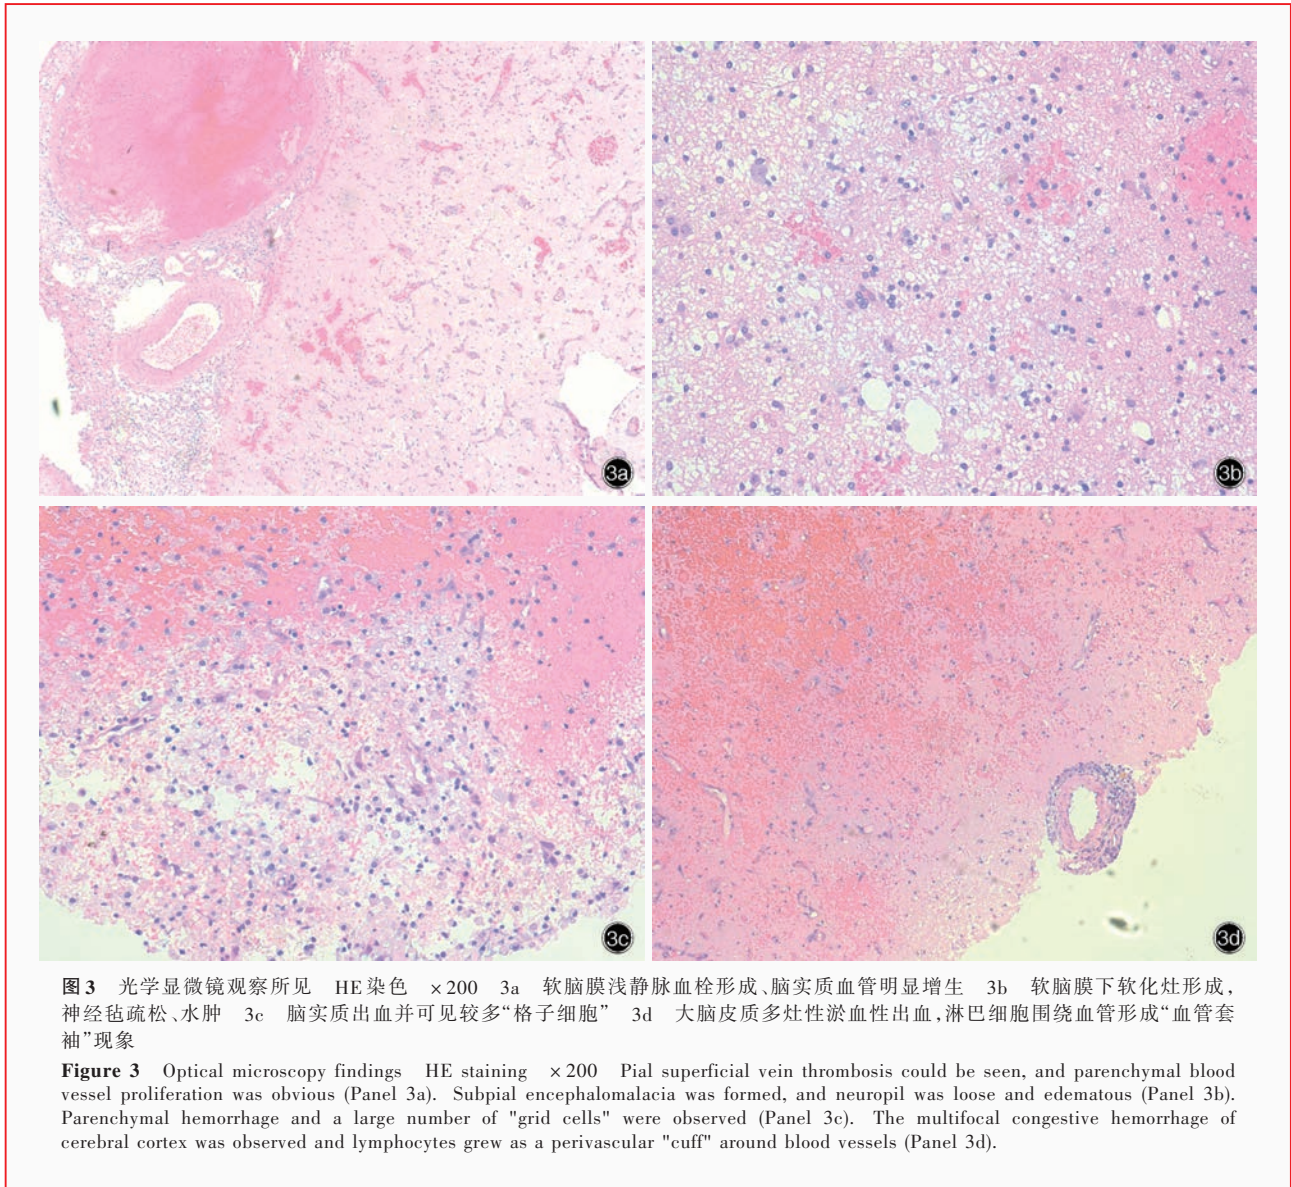 3a
3b
3c
3d
图3 光学显微镜观察所见 HE染色 ×200 3a 软脑膜浅静脉血栓形成、脑实质血管明显增生 3b 软脑膜下软化灶形成,
神经毡疏松、水肿 3c 脑实质出血并可见较多“格子细胞” 3d 大脑皮质多灶性淤血性出血,淋巴细胞围绕血管形成“血管套
袖”现象
Figure 3 Optical microscopy findings HE staining ×200 Pial superficial vein thrombosis could be seen, and parenchymal blood
vessel proliferation was obvious (Panel 3a). Subpial encephalomalacia was formed, and neuropil was loose and edematous (Panel 3b).
Parenchymal hemorrhage and a large number of "grid cells" were observed (Panel 3c). The multifocal congestive hemorrhage of
cerebral cortex was observed and lymphocytes grew as a perivascular "cuff" around blood vessels (Panel 3d).